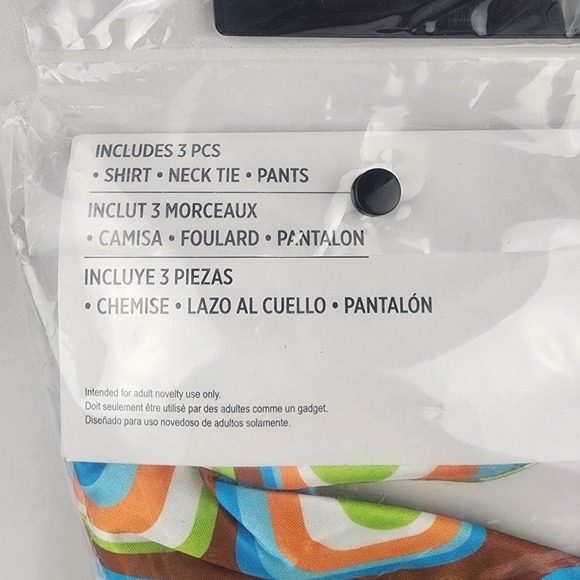 INCLUDES 3 PCS
• SHIRT • NECK TIE • PANTS
INCLUT 3 MORCEAUX
• CAMISA • FOULARD • PANTALON
INCLUYE 3 PIEZAS
• CHEMISE • LAZO AL CUELLO • PANTALÓN
Intended for adult novelty use only.
Doit seulement être utilisé par des adultes comme un gadget.
Diseñado para uso novedoso de adultos solamente.